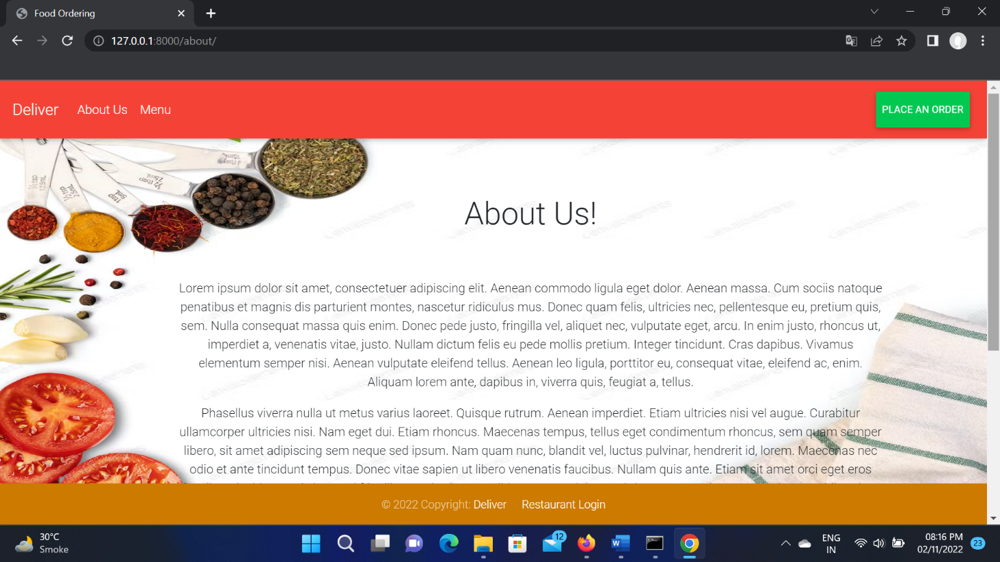 Food Ordering
127.0.0.1:8000/about/
Deliver About Us Menu PLACE AN ORDER
About Us!
Lorem ipsum dolor sit amet, consectetuer adipiscing elit. Aenean commodo ligula eget dolor. Aenean massa. Cum sociis natoque
penatibus et magnis dis parturient montes, nascetur ridiculus mus. Donec quam felis, ultricies nec, pellentesque eu, pretium quis,
sem. Nulla consequat massa quis enim. Donec pede justo, fringilla vel, aliquet nec, vulputate eget, arcu. In enim justo, rhoncus ut,
imperdiet a, venenatis vitae, justo. Nullam dictum felis eu pede mollis pretium. Integer tincidunt. Cras dapibus. Vivamus
elementum semper nisi. Aenean vulputate eleifend tellus. Aenean leo ligula, porttitor eu, consequat vitae, eleifend ac, enim.
Aliquam lorem ante, dapibus in, viverra quis, feugiat a, tellus.
Phasellus viverra nulla ut metus varius laoreet. Quisque rutrum. Aenean imperdiet. Etiam ultricies nisi vel augue. Curabitur
ullamcorper ultricies nisi. Nam eget dui. Etiam rhoncus. Maecenas tempus, tellus eget condimentum rhoncus, sem quam semper
libero, sit amet adipiscing sem neque sed ipsum. Nam quam nunc, blandit vel, luctus pulvinar, hendrerit id, lorem. Maecenas nec
odio et ante tincidunt tempus. Donec vitae sapien ut libero venenatis faucibus. Nullam quis ante. Etiam sit amet orci eget eros
© 2022 Copyright: Deliver Restaurant Login
30°C
Smoke
12
ENG
IN
08:16 PM
02/11/2022
23